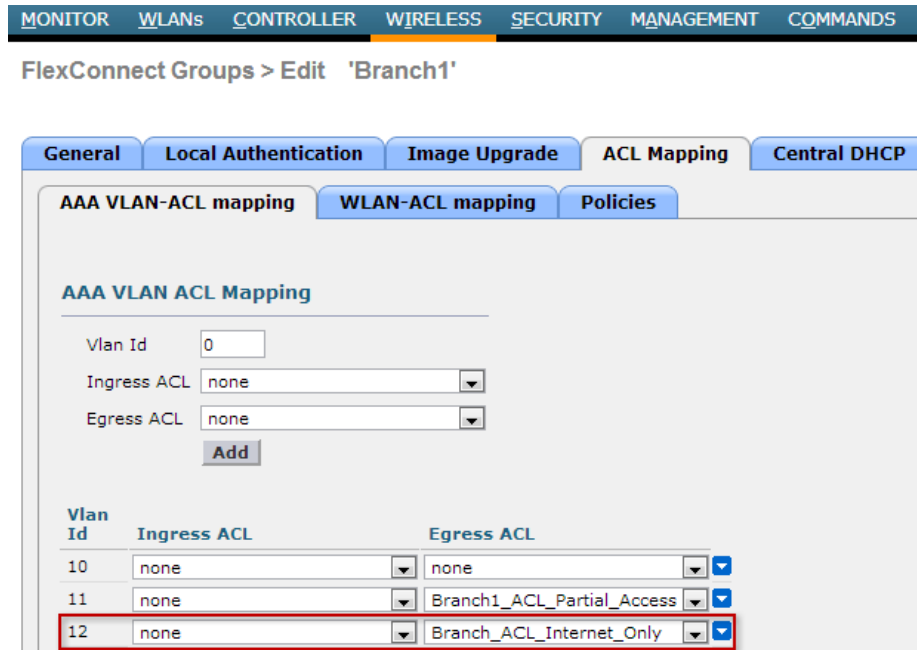 MONITOR WLANs CONTROLLER WIRELESS SECURITY MANAGEMENT COMMANDS
FlexConnect Groups > Edit 'Branch1'
General Local Authentication Image Upgrade ACL Mapping Central DHCP
AAA VLAN-ACL mapping WLAN-ACL mapping Policies
AAA VLAN ACL Mapping
Vlan Id 0
Ingress ACL none
Egress ACL none
Add
Vlan
Id Ingress ACL Egress ACL
10 none none
11 none Branch1_ACL_Partial_Access
12 none Branch_ACL_Internet_Only